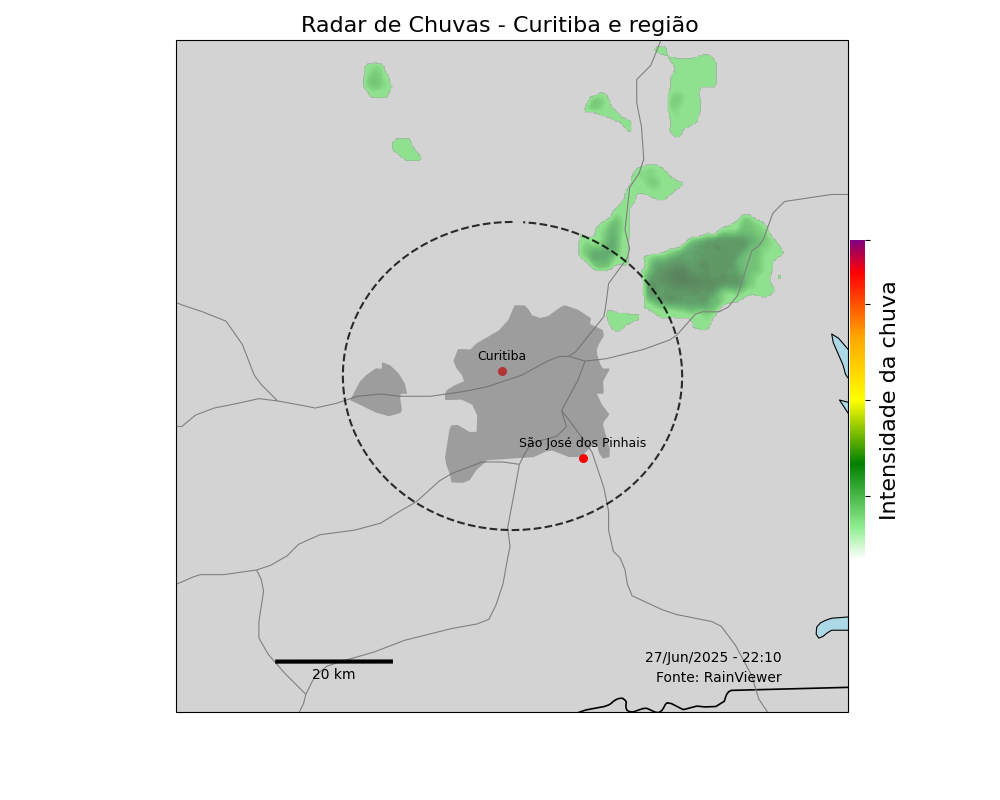 Radar de Chuvas - Curitiba e região
Curitiba
São José dos Pinhais
Intensidade da chuva
27/Jun/2025 - 22:10
Fonte: RainViewer
20 km